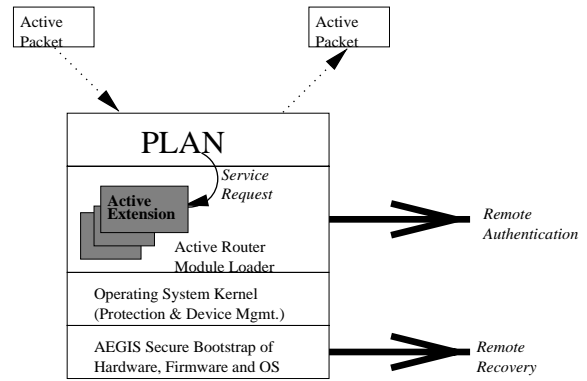 Active
Packet
Active
Packet
PLAN
Service
Request
Active
Extension
Active Router
Module Loader
Remote
Authentication
Operating System Kernel
(Protection & Device Mgmt.)
AEGIS Secure Bootstrap of
Hardware, Firmware and OS
Remote
Recovery